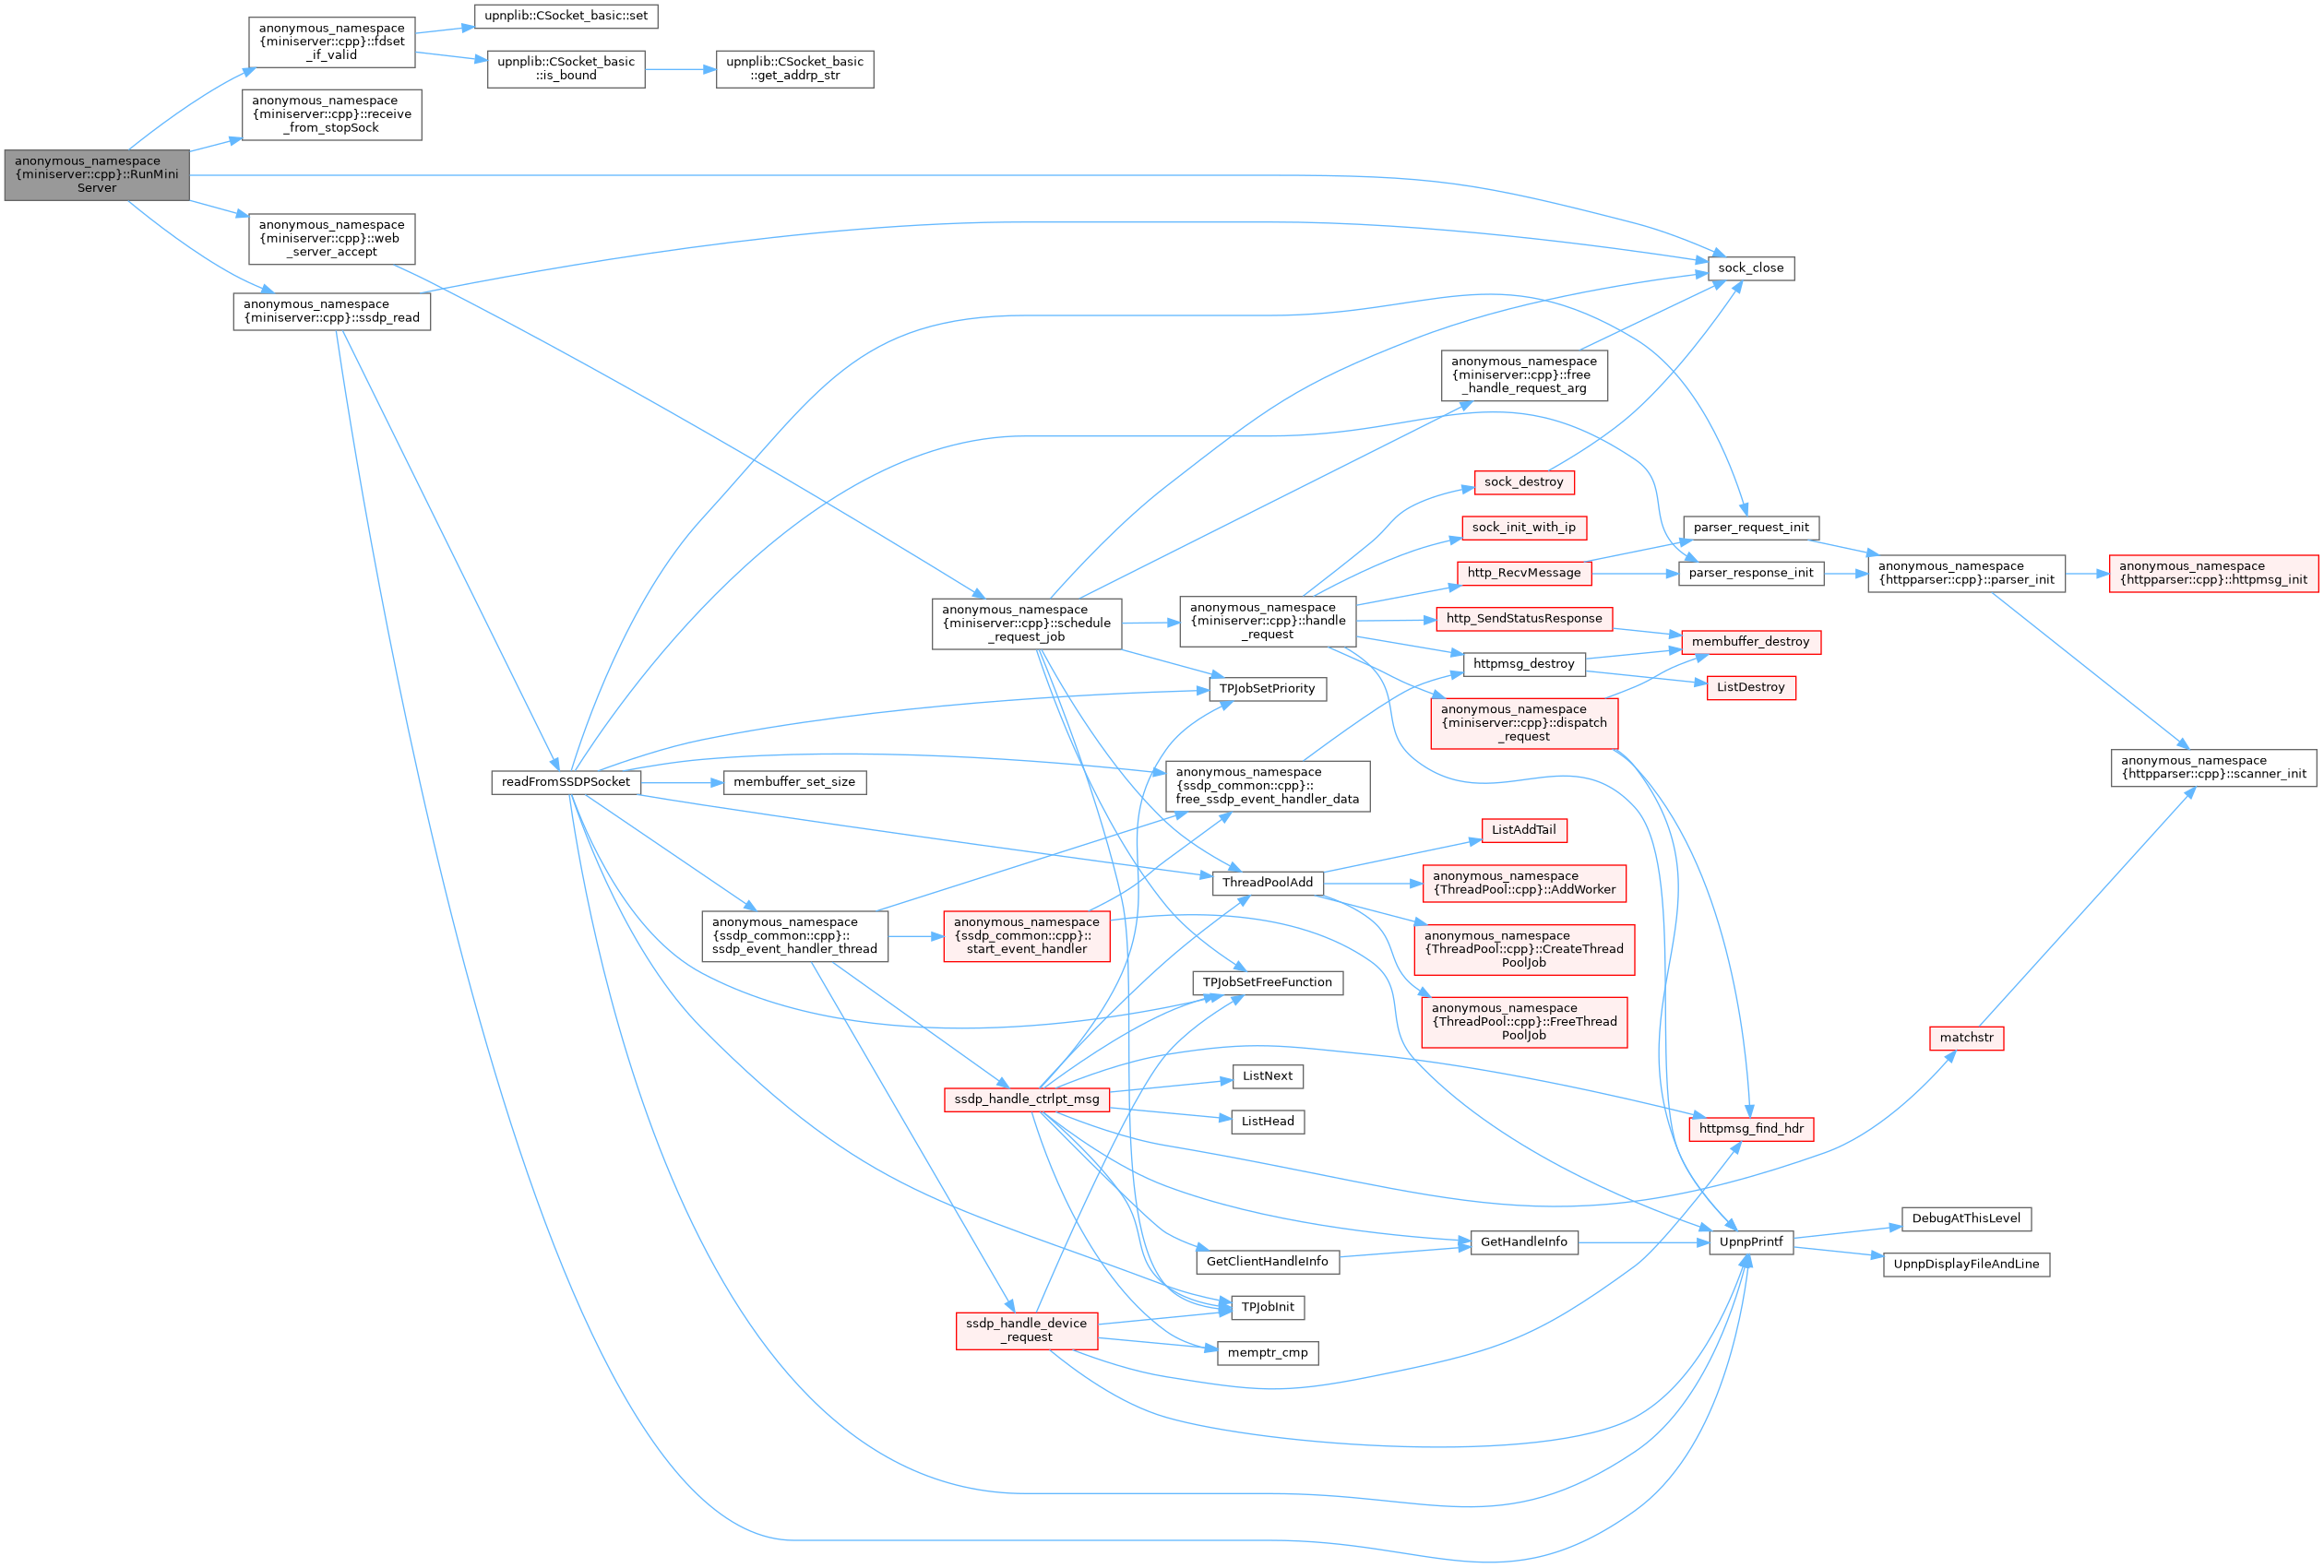 anonymous_namespace
{miniserver::cpp}::RunMini
Server
anonymous_namespace
{miniserver::cpp}::fdset
_if_valid
upnplib::CSocket_basic::set
upnplib::CSocket_basic
::is_bound
upnplib::CSocket_basic
::get_addrp_str
anonymous_namespace
{miniserver::cpp}::receive
_from_stopSock
anonymous_namespace
{miniserver::cpp}::web
_server_accept
anonymous_namespace
{miniserver::cpp}::ssdp_read
sock_close
anonymous_namespace
{miniserver::cpp}::free
_handle_request_arg
sock_destroy
sock_init_with_ip
http_RecvMessage
http_SendStatusResponse
httpmsg_destroy
anonymous_namespace
{miniserver::cpp}::dispatch
_request
parser_request_init
parser_response_init
anonymous_namespace
{httpparser::cpp}::parser_init
anonymous_namespace
{httpparser::cpp}::httpmsg_init
membuffer_destroy
ListDestroy
anonymous_namespace
{httpparser::cpp}::scanner_init
anonymous_namespace
{miniserver::cpp}::schedule
_request_job
anonymous_namespace
{miniserver::cpp}::handle
_request
TPJobSetPriority
readFromSSDPSocket
membuffer_set_size
anonymous_namespace
{ssdp_common::cpp}::
free_ssdp_event_handler_data
ThreadPoolAdd
ListAddTail
anonymous_namespace
{ThreadPool::cpp}::AddWorker
anonymous_namespace
{ThreadPool::cpp}::CreateThread
PoolJob
anonymous_namespace
{ThreadPool::cpp}::FreeThread
PoolJob
anonymous_namespace
{ssdp_common::cpp}::
ssdp_event_handler_thread
anonymous_namespace
{ssdp_common::cpp}::
start_event_handler
TPJobSetFreeFunction
matchstr
ssdp_handle_ctrlpt_msg
ListNext
ListHead
httpmsg_find_hdr
GetClientHandleInfo
GetHandleInfo
UpnpPrintf
DebugAtThisLevel
UpnpDisplayFileAndLine
ssdp_handle_device
_request
TPJobInit
memptr_cmp